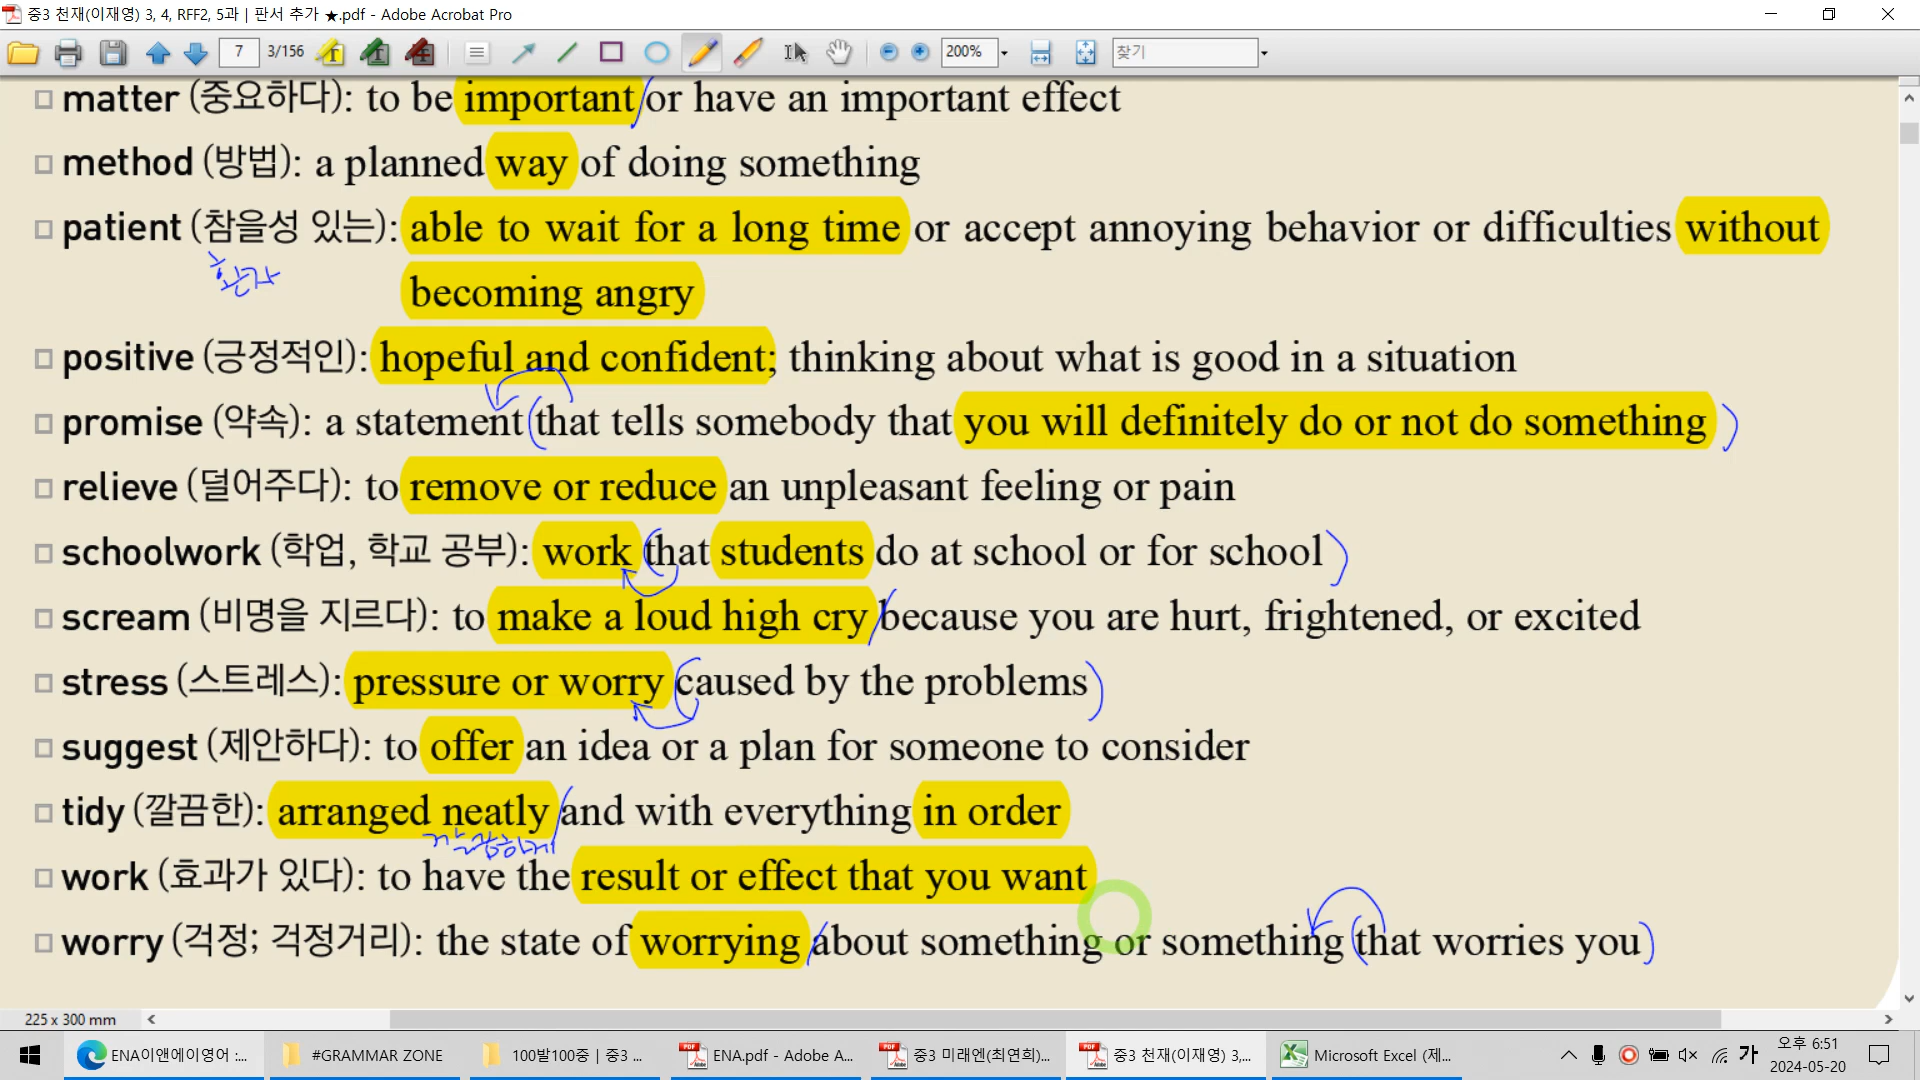 중3 천재(이재영) 3, 4, RFF2, 5과 | 판서 추가 ★.pdf - Adobe Acrobat Pro
7 3/156 200% 찾기
matter (중요하다): to be important or have an important effect
method (방법): a planned way of doing something
patient (참을성 있는): able to wait for a long time or accept annoying behavior or difficulties without
환자
becoming angry
positive (긍정적인): hopeful and confident; thinking about what is good in a situation
promise (약속): a statement that tells somebody that you will definitely do or not do something
relieve (덜어주다): to remove or reduce an unpleasant feeling or pain
schoolwork (학업, 학교 공부): work that students do at school or for school
scream (비명을 지르다): to make a loud high cry because you are hurt, frightened, or excited
stress (스트레스): pressure or worry caused by the problems
suggest (제안하다): to offer an idea or a plan for someone to consider
tidy (깔끔한): arranged neatly and with everything in order
깔끔하게
work (효과가 있다): to have the result or effect that you want
worry (걱정; 걱정거리): the state of worrying about something or something that worries you
225 x 300 mm
ENA이앤에이영어 :... #GRAMMAR ZONE 100발100중 | 중3 ... ENA.pdf - Adobe A... 중3 미래엔(최연희)... 중3 천재(이재영) 3,... Microsoft Excel (제... 가 오후 6:51
2024-05-20